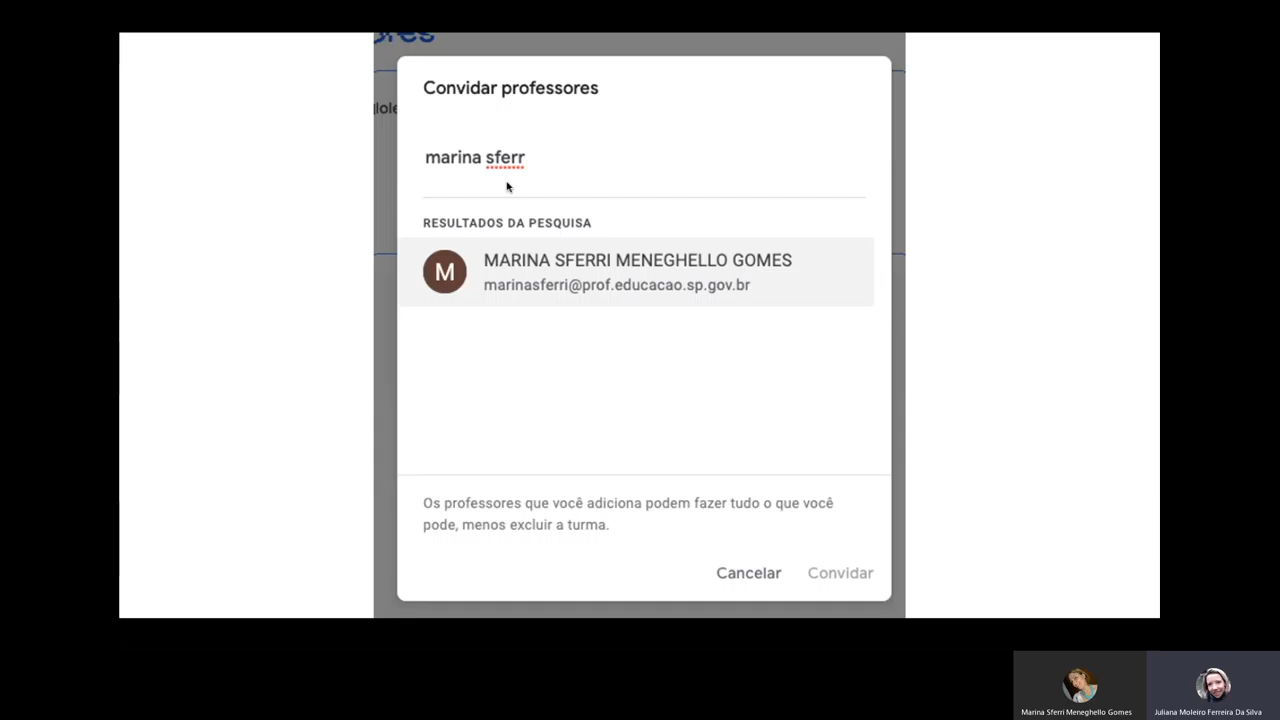 Convidar professores
marina sferr
RESULTADOS DA PESQUISA
M
MARINA SFERRI MENEGHELLO GOMES
marinasferri@prof.educacao.sp.gov.br
Os professores que você adiciona podem fazer tudo o que você
pode, menos excluir a turma.
Cancelar
Convidar
Marina Sferri Meneghello Gomes
Juliana Moleiro Ferreira Da Silva